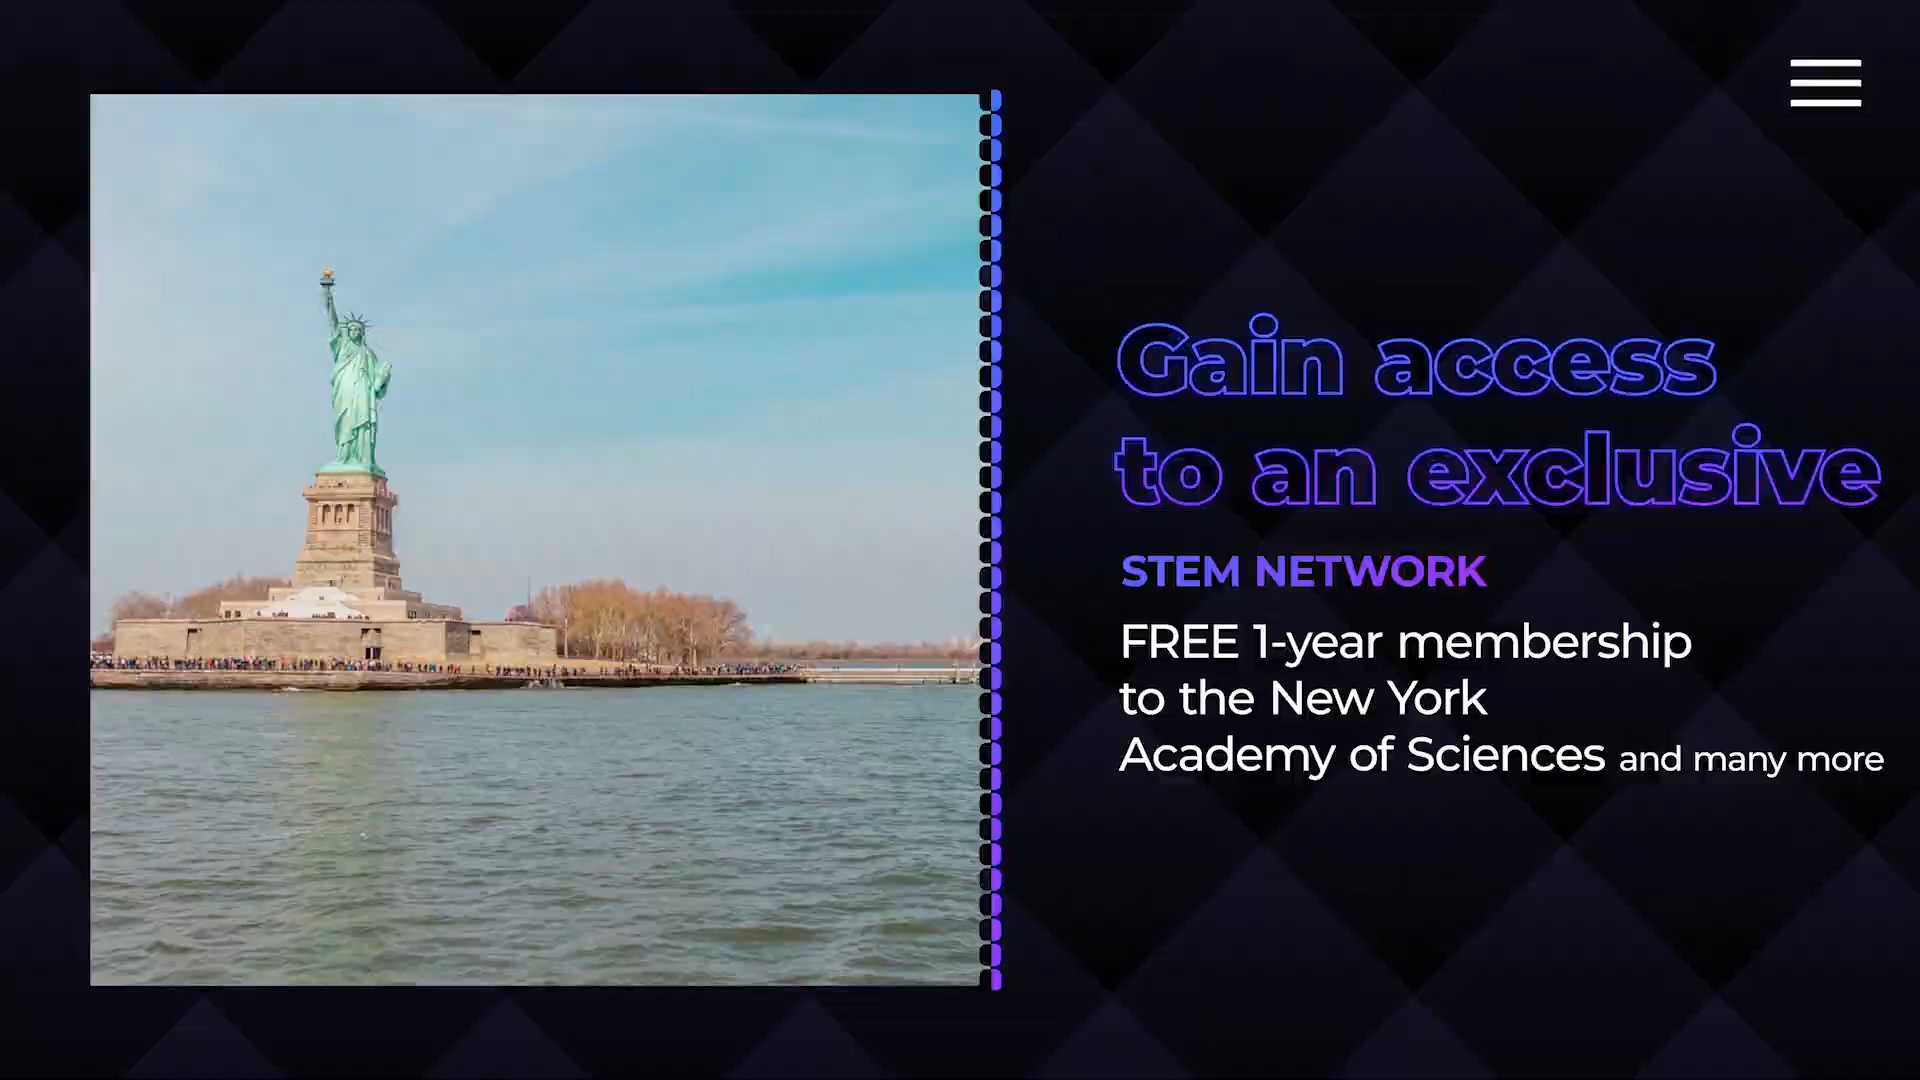 Gain access
to an exclusive
STEM NETWORK
FREE 1-year membership
to the New York
Academy of Sciences and many more